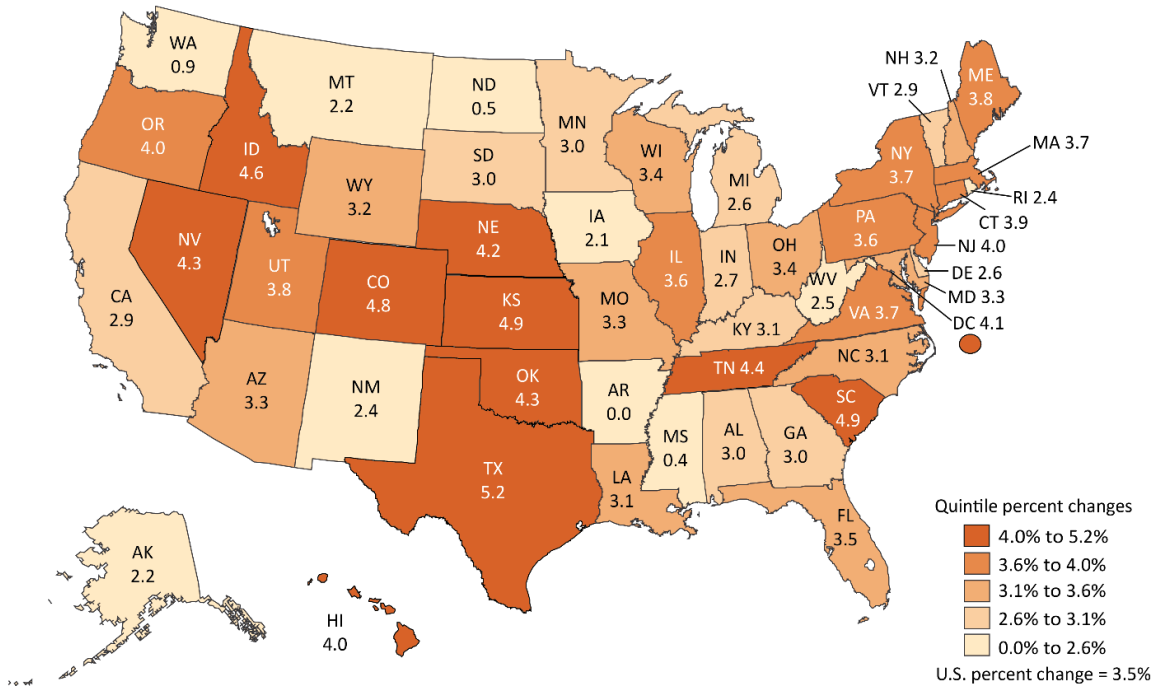 WA
0.9
MT
2.2
ND
0.5
MN
3.0
NH 3.2
VT 2.9
ME
3.8
OR
4.0
ID
4.6
SD
3.0
WI
3.4
MI
2.6
NY
3.7
MA 3.7
RI 2.4
CT 3.9
WY
3.2
NE
4.2
IA
2.1
PA
3.6
NJ 4.0
NV
4.3
UT
3.8
CO
4.8
KS
4.9
IL
3.6
IN
2.7
OH
3.4
WV
2.5
DE 2.6
MD 3.3
DC 4.1
CA
2.9
MO
3.3
KY 3.1
VA 3.7
AZ
3.3
NM
2.4
OK
4.3
AR
0.0
TN 4.4
NC 3.1
SC
4.9
TX
5.2
LA
3.1
MS
0.4
AL
3.0
GA
3.0
FL
3.5
AK
2.2
HI
4.0
Quintile percent changes
4.0% to 5.2%
3.6% to 4.0%
3.1% to 3.6%
2.6% to 3.1%
0.0% to 2.6%
U.S. percent change = 3.5%